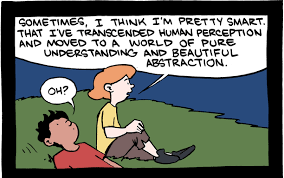 SOMETIMES, I THINK I'M PRETTY SMART.
THAT I'VE TRANSCENDED HUMAN PERCEPTION
AND MOVED TO A WORLD OF PURE
UNDERSTANDING AND BEAUTIFUL
ABSTRACTION.
OH?